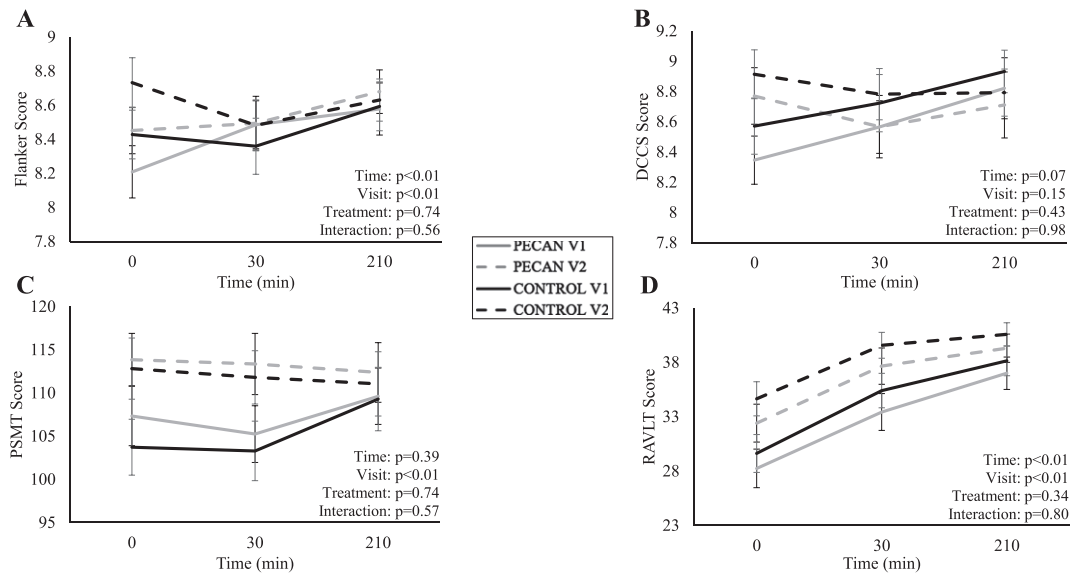 A
9
8.8
8.6
8.4
8.2
8
7.8
Flanker Score
Time: p<0.01
Visit: p<0.01
Treatment: p=0.74
Interaction: p=0.56
0 30 210
Time (min)
B
9.2
9
8.8
8.6
8.4
8.2
8
7.8
DCCS Score
Time: p=0.07
Visit: p=0.15
Treatment: p=0.43
Interaction: p=0.98
0 30 210
Time (min)
PECAN V1
PECAN V2
CONTROL V1
CONTROL V2
C
120
115
110
105
100
95
PSMT Score
Time: p=0.39
Visit: p<0.01
Treatment: p=0.74
Interaction: p=0.57
0 30 210
Time (min)
D
43
38
33
28
23
RAVLT Score
Time: p<0.01
Visit: p<0.01
Treatment: p=0.34
Interaction: p=0.80
0 30 210
Time (min)